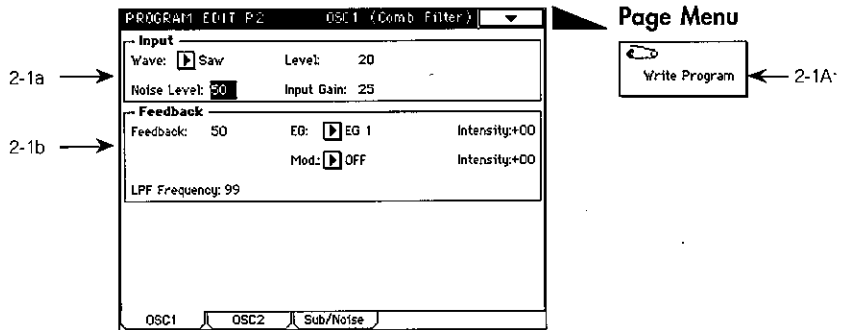 PROGRAM EDIT P2 OSC1 (Comb Filter)
Page Menu
Input
Wave: Saw Level: 20
Write Program
2-1A
2-1a
Noise Level: 50 Input Gain: 25
Feedback
Feedback: 50 EG: EG 1 Intensity:+00
2-1b
Mod.: OFF Intensity:+00
LPF Frequency: 99
OSC1 OSC2 Sub/Noise